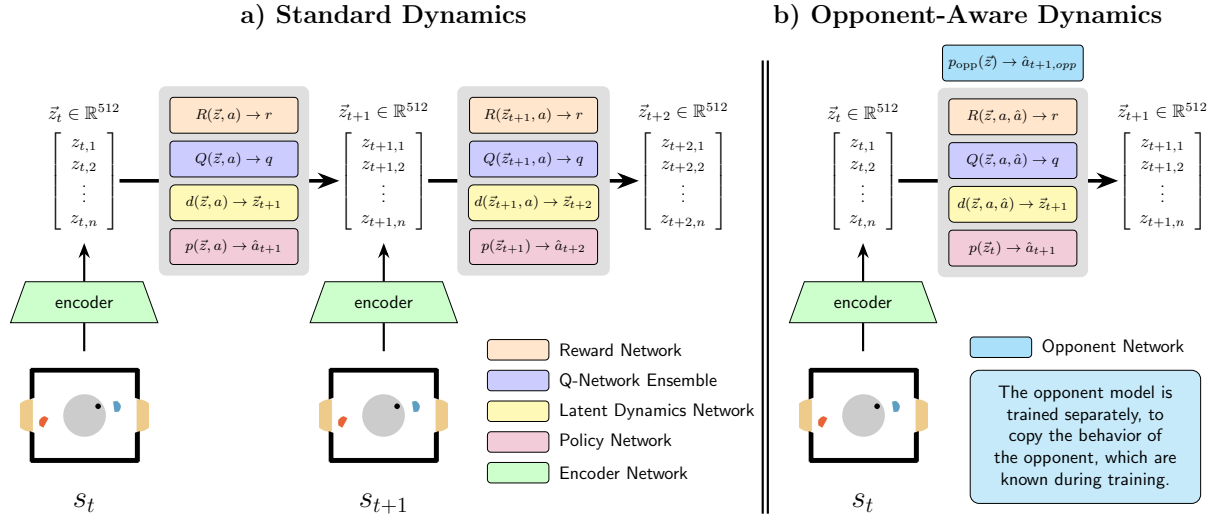 a) Standard Dynamics
z⃗_t ∈ ℝ^512
z_{t,1}
z_{t,2}
⋮
z_{t,n}
R(z⃗, a) → r
Q(z⃗, a) → q
d(z⃗, a) → z⃗_{t+1}
p(z⃗, a) → â_{t+1}
z⃗_{t+1} ∈ ℝ^512
z_{t+1,1}
z_{t+1,2}
⋮
z_{t+1,n}
R(z⃗_{t+1}, a) → r
Q(z⃗_{t+1}, a) → q
d(z⃗_{t+1}, a) → z⃗_{t+2}
p(z⃗_{t+1}) → â_{t+2}
z⃗_{t+2} ∈ ℝ^512
z_{t+2,1}
z_{t+2,2}
⋮
z_{t+2,n}
encoder
encoder
s_t
s_{t+1}
Reward Network
Q-Network Ensemble
Latent Dynamics Network
Policy Network
Encoder Network
b) Opponent-Aware Dynamics
p_opp(z⃗) → â_{t+1,opp}
z⃗_t ∈ ℝ^512
z_{t,1}
z_{t,2}
⋮
z_{t,n}
R(z⃗, a, â) → r
Q(z⃗, a, â) → q
d(z⃗, a, â) → z⃗_{t+1}
p(z⃗_t) → â_{t+1}
z⃗_{t+1} ∈ ℝ^512
z_{t+1,1}
z_{t+1,2}
⋮
z_{t+1,n}
encoder
s_t
Opponent Network
The opponent model is
trained separately, to
copy the behavior of
the opponent, which are
known during training.